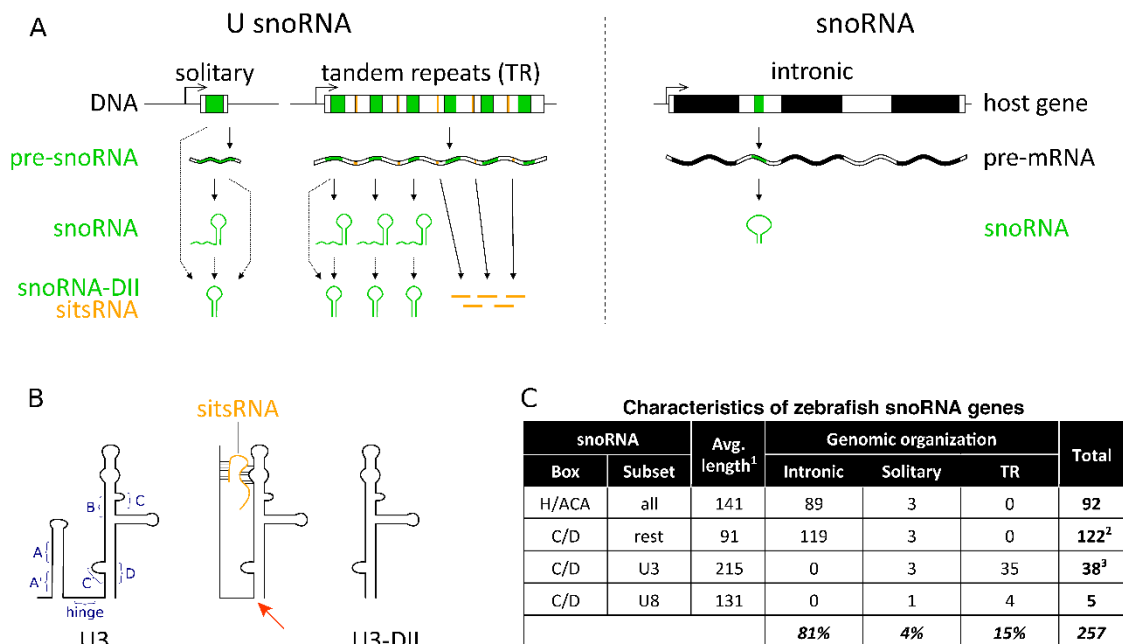 A
U snoRNA
snoRNA
solitary
tandem repeats (TR)
intronic
DNA
host gene
pre-snoRNA
pre-mRNA
snoRNA
snoRNA
snoRNA-DII
sitsRNA
B
sitsRNA
B
C
A
A'
C'
D
hinge
U3
U3-DII
C
Characteristics of zebrafish snoRNA genes
snoRNA Avg. length1 Genomic organization Total
Box Subset Intronic Solitary TR
H/ACA all 141 89 3 0 92
C/D rest 91 119 3 0 122²
C/D U3 215 0 3 35 38³
C/D U8 131 0 1 4 5
81% 4% 15% 257